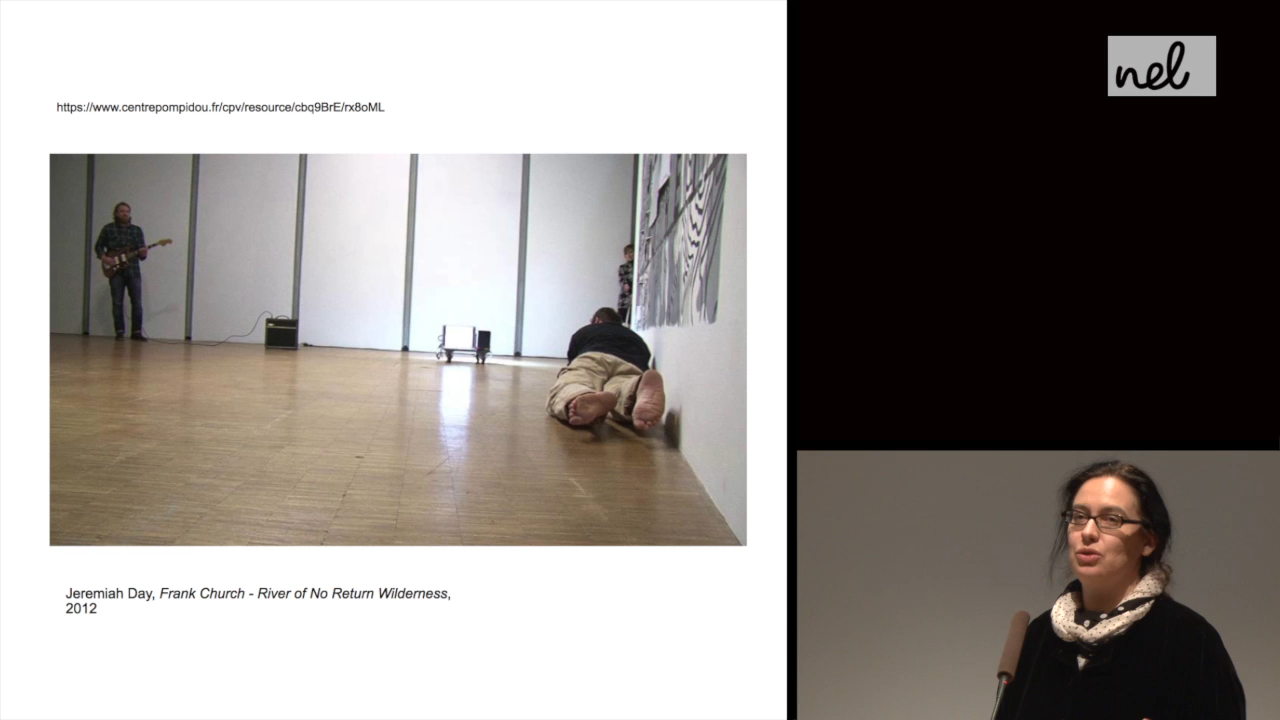 https://www.centrepompidou.fr/cpv/resource/cbq9BrE/rx8oML
nel
Jeremiah Day, Frank Church - River of No Return Wilderness,
2012